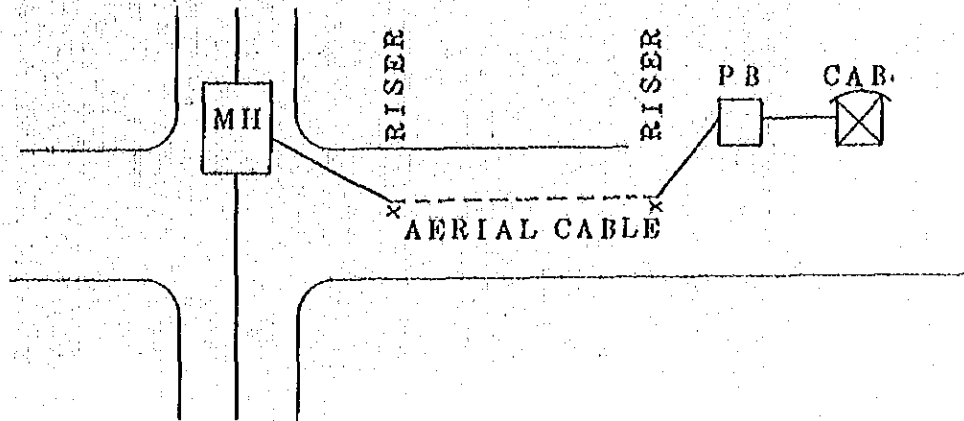 RISER
RISER
PB
CAB.
MH
AERIAL CABLE